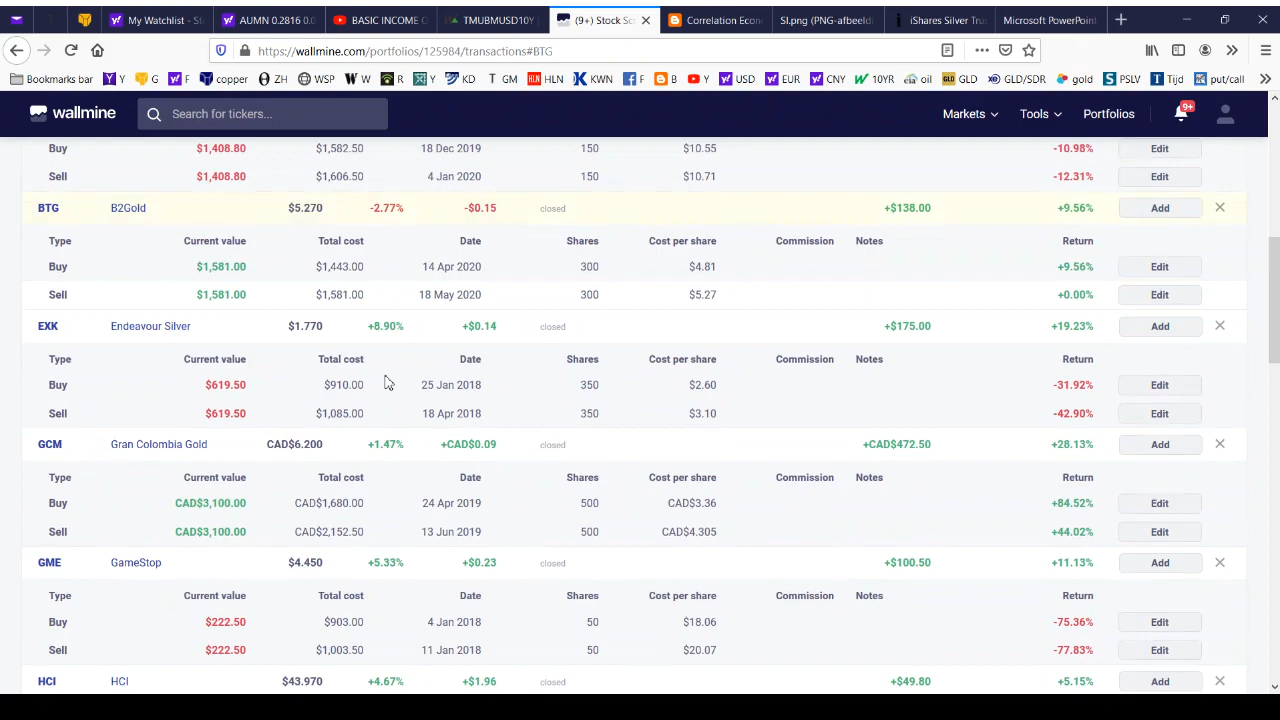 My Watchlist - St
AUMN 0.2816 0.0
BASIC INCOME C
TMUBMUSD10Y
(9+) Stock Sc
Correlation Econ
SI.png (PNG-afbeeld
iShares Silver Tru
Microsoft PowerPoint
https://wallmine.com/portfolios/125984/transactions#BTG
Bookmarks bar Y G F copper ZH WSP W R Y KD GM HLN KWN F B Y USD EUR CNY 10YR oil GLD GLD/SDR gold PSLV Tijd put/call
wallmine Search for tickers... Markets Tools Portfolios 9+
Buy $1,408.80 $1,582.50 18 Dec 2019 150 $10.55 -10.98% Edit
Sell $1,408.80 $1,606.50 4 Jan 2020 150 $10.71 -12.31% Edit
BTG B2Gold $5.270 -2.77% -$0.15 closed +$138.00 +9.56% Add
Type Current value Total cost Date Shares Cost per share Commission Notes Return
Buy $1,581.00 $1,443.00 14 Apr 2020 300 $4.81 +9.56% Edit
Sell $1,581.00 $1,581.00 18 May 2020 300 $5.27 +0.00% Edit
EXK Endeavour Silver $1.770 +8.90% +$0.14 closed +$175.00 +19.23% Add
Type Current value Total cost Date Shares Cost per share Commission Notes Return
Buy $619.50 $910.00 25 Jan 2018 350 $2.60 -31.92% Edit
Sell $619.50 $1,085.00 18 Apr 2018 350 $3.10 -42.90% Edit
GCM Gran Colombia Gold CAD$6.200 +1.47% +CAD$0.09 closed +CAD$472.50 +28.13% Add
Type Current value Total cost Date Shares Cost per share Commission Notes Return
Buy CAD$3,100.00 CAD$1,680.00 24 Apr 2019 500 CAD$3.36 +84.52% Edit
Sell CAD$3,100.00 CAD$2,152.50 13 Jun 2019 500 CAD$4.305 +44.02% Edit
GME GameStop $4.450 +5.33% +$0.23 closed +$100.50 +11.13% Add
Type Current value Total cost Date Shares Cost per share Commission Notes Return
Buy $222.50 $903.00 4 Jan 2018 50 $18.06 -75.36% Edit
Sell $222.50 $1,003.50 11 Jan 2018 50 $20.07 -77.83% Edit
HCI HCI $43.970 +4.67% +$1.96 closed +$49.80 +5.15% Add